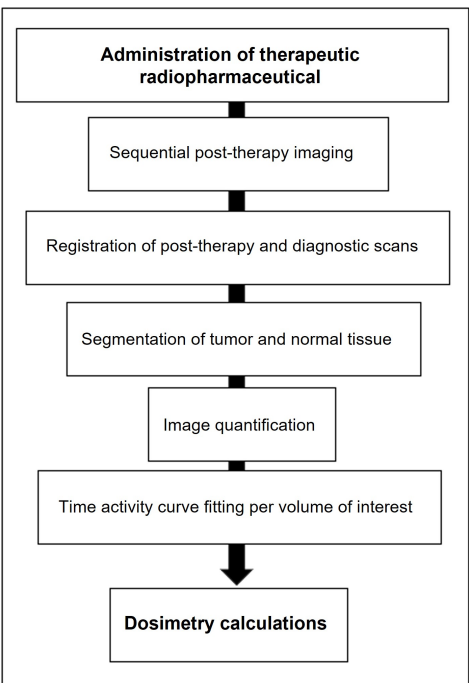 Administration of therapeutic
radiopharmaceutical
Sequential post-therapy imaging
Registration of post-therapy and diagnostic scans
Segmentation of tumor and normal tissue
Image quantification
Time activity curve fitting per volume of interest
Dosimetry calculations